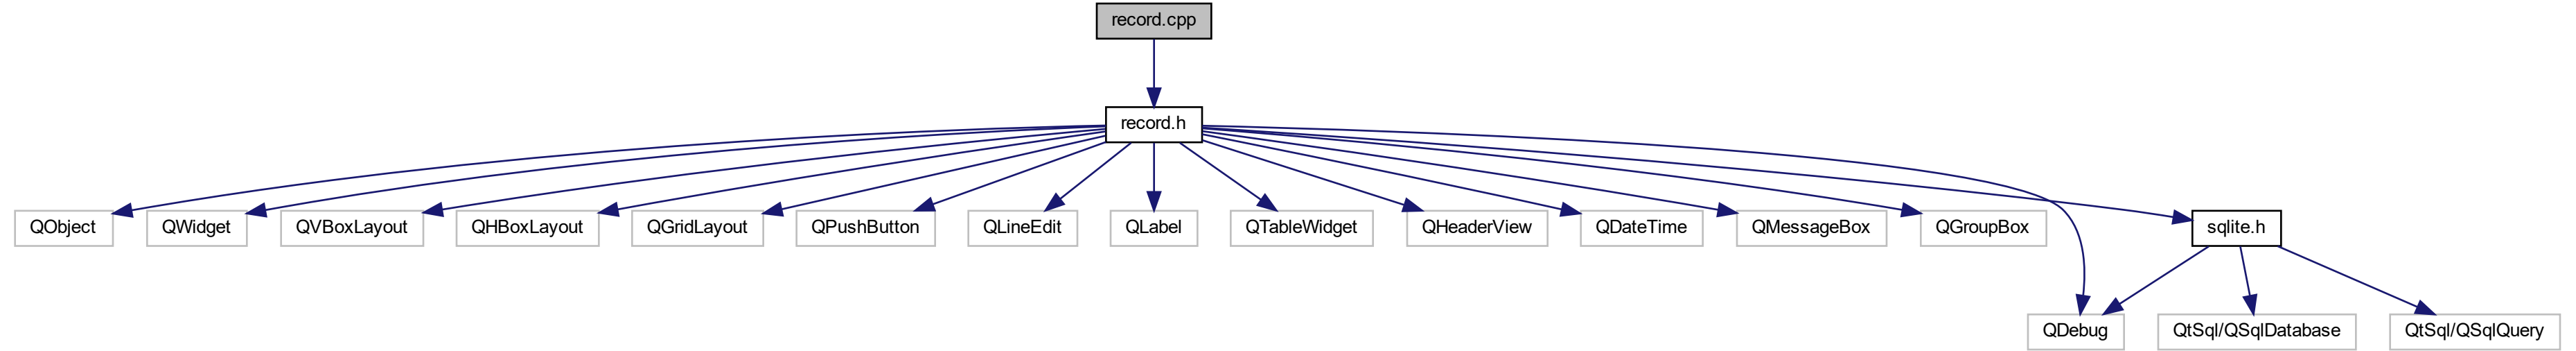 record.cpp
record.h
QObject
QWidget
QVBoxLayout
QHBoxLayout
QGridLayout
QPushButton
QLineEdit
QLabel
QTableWidget
QHeaderView
QDateTime
QMessageBox
QGroupBox
sqlite.h
QDebug
QtSql/QSqlDatabase
QtSql/QSqlQuery